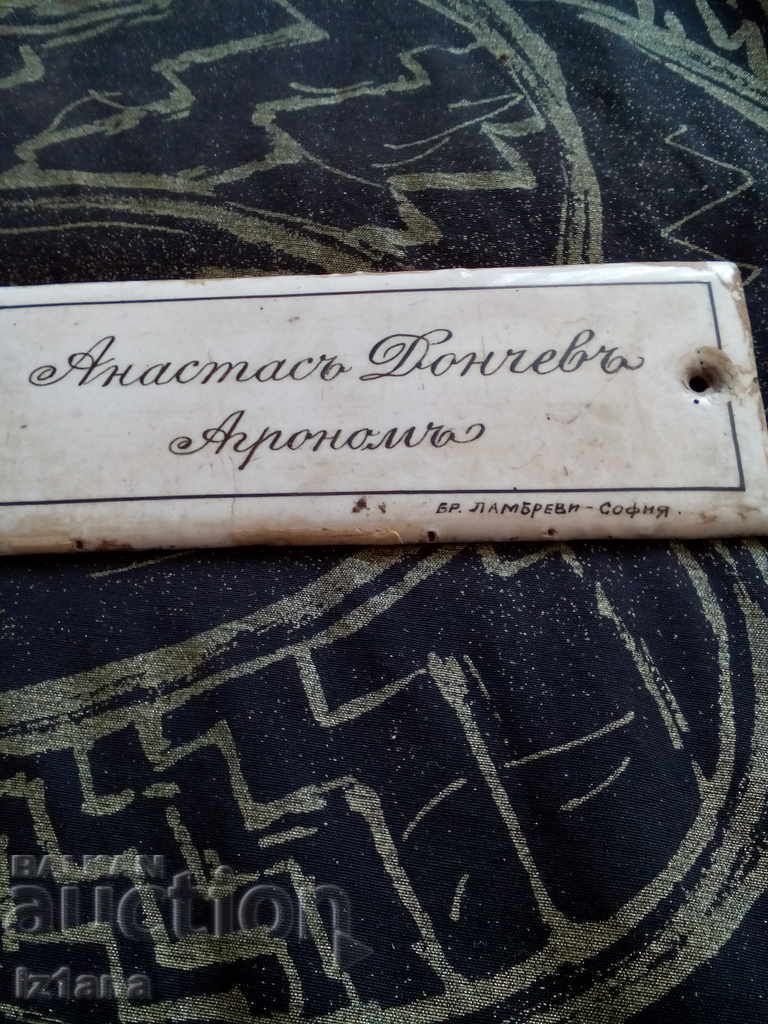 Анастасъ Дончевъ
Агрономъ
БР. ЛАМБРЕВИ - СОФИЯ.
BALKAN
auction
iz1ana